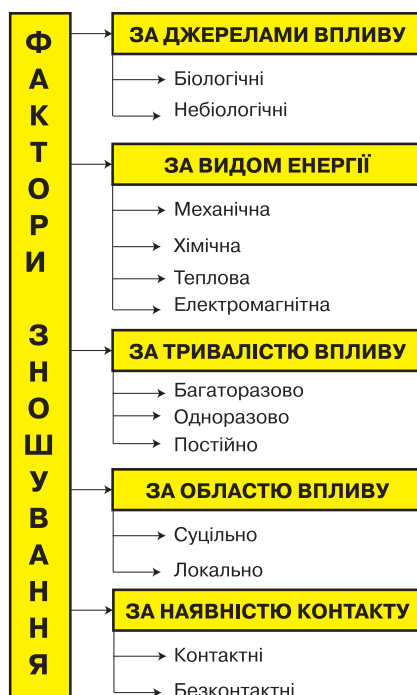 ФАКТОРИ ЗНОШУВАННЯ
ЗА ДЖЕРЕЛАМИ ВПЛИВУ
Біологічні
Небіологічні
ЗА ВИДОМ ЕНЕРГІЇ
Механічна
Хімічна
Теплова
Електромагнітна
ЗА ТРИВАЛІСТЮ ВПЛИВУ
Багаторазово
Одноразово
Постійно
ЗА ОБЛАСТЮ ВПЛИВУ
Суцільно
Локально
ЗА НАЯВНІСТЮ КОНТАКТУ
Контактні
Безконтактні